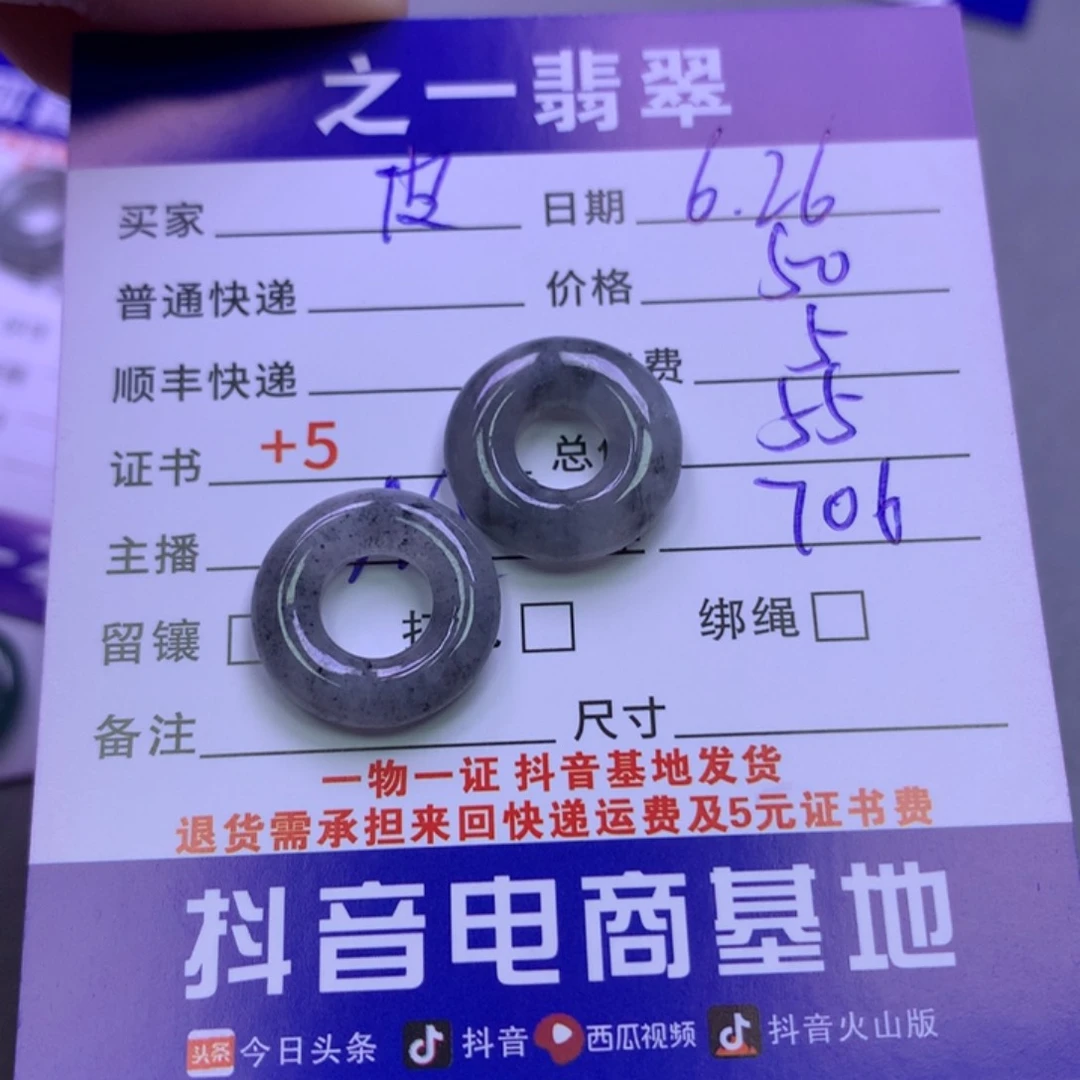 之一翡翠
买家 皮 日期 6.26
普通快递 价格 50
顺丰快递 费 5
证书 +5 总 55
主播 706
留镶 绑绳
备注 尺寸
一物一证 抖音基地发货
退货需承担来回快递运费及5元证书费
抖音电商基地
头条 今日头条 抖音 西瓜视频 抖音火山版